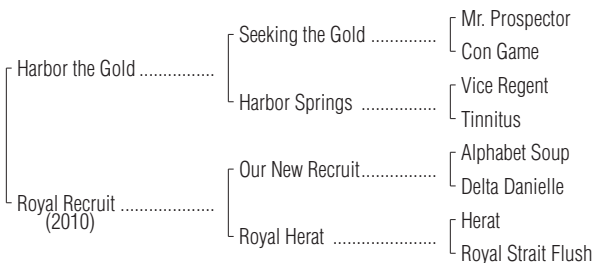 Mr. Prospector
Seeking the Gold ..............
Con Game
Harbor the Gold ................
Vice Regent
Harbor Springs ................
Tinnitus
Alphabet Soup
Our New Recruit................
Delta Danielle
Royal Recruit ....................
(2010)
Herat
Royal Herat ......................
Royal Strait Flush